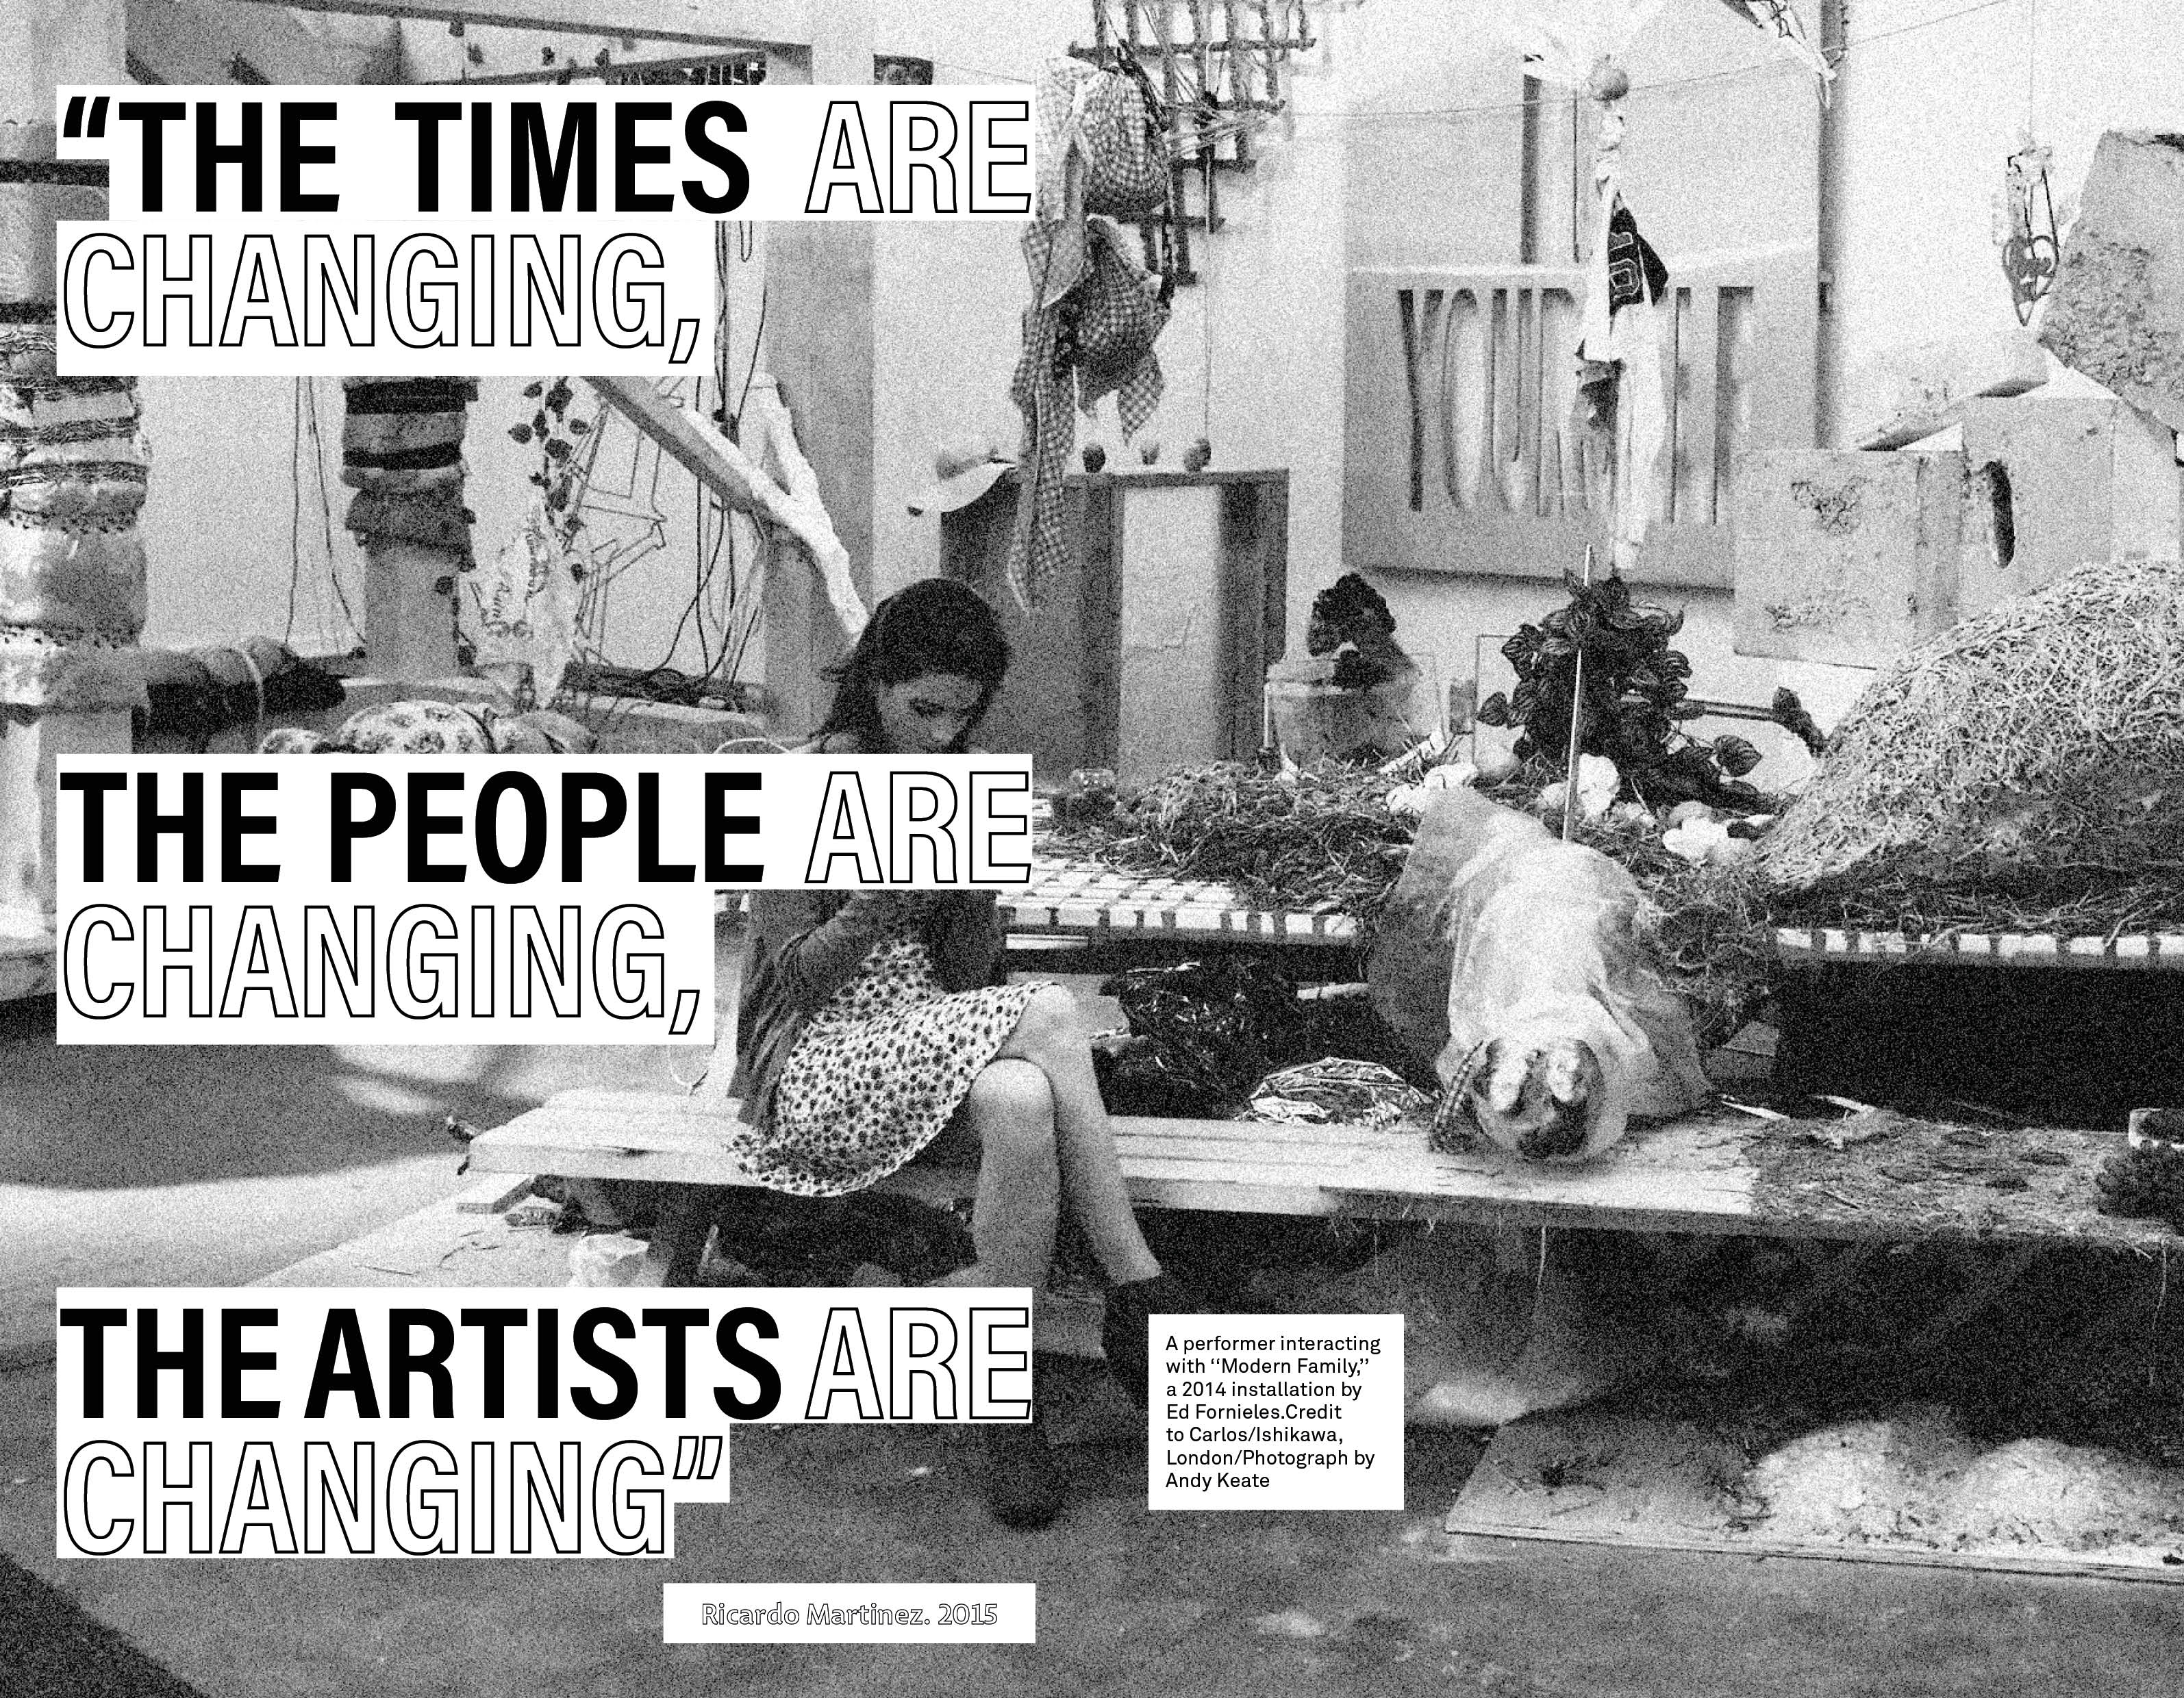 “THE TIMES ARE
CHANGING,
THE PEOPLE ARE
CHANGING,
THE ARTISTS ARE
CHANGING”
A performer interacting
with “Modern Family,”
a 2014 installation by
Ed Fornieles.Credit
to Carlos/Ishikawa,
London/Photograph by
Andy Keate
Ricardo Martinez. 2015